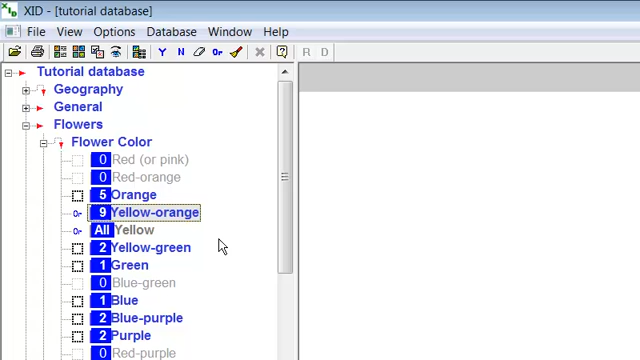 XID - [tutorial database]
File View Options Database Window Help
Y N Or ? R D
Tutorial database
Geography
General
Flowers
Flower Color
0 Red (or pink)
0 Red-orange
5 Orange
Or 9 Yellow-orange
Or All Yellow
2 Yellow-green
1 Green
0 Blue-green
1 Blue
2 Blue-purple
2 Purple
0 Red-purple